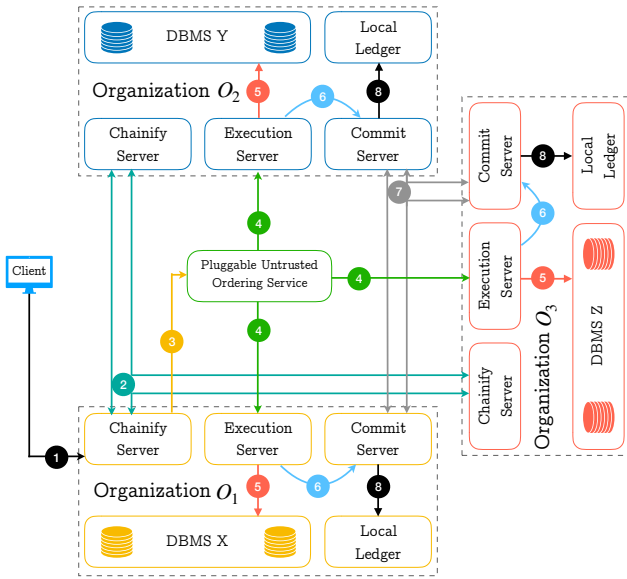 DBMS Y
Local
Ledger
Organization O2
5
6
8
Chainify
Server
Execution
Server
Commit
Server
Commit
Server
8
Local
Ledger
7
6
4
Pluggable Untrusted
Ordering Service
4
Execution
Server
5
DBMS Z
Organization O3
Client
3
4
2
Chainify
Server
1
Chainify
Server
Execution
Server
Commit
Server
Organization O1
5
6
8
DBMS X
Local
Ledger